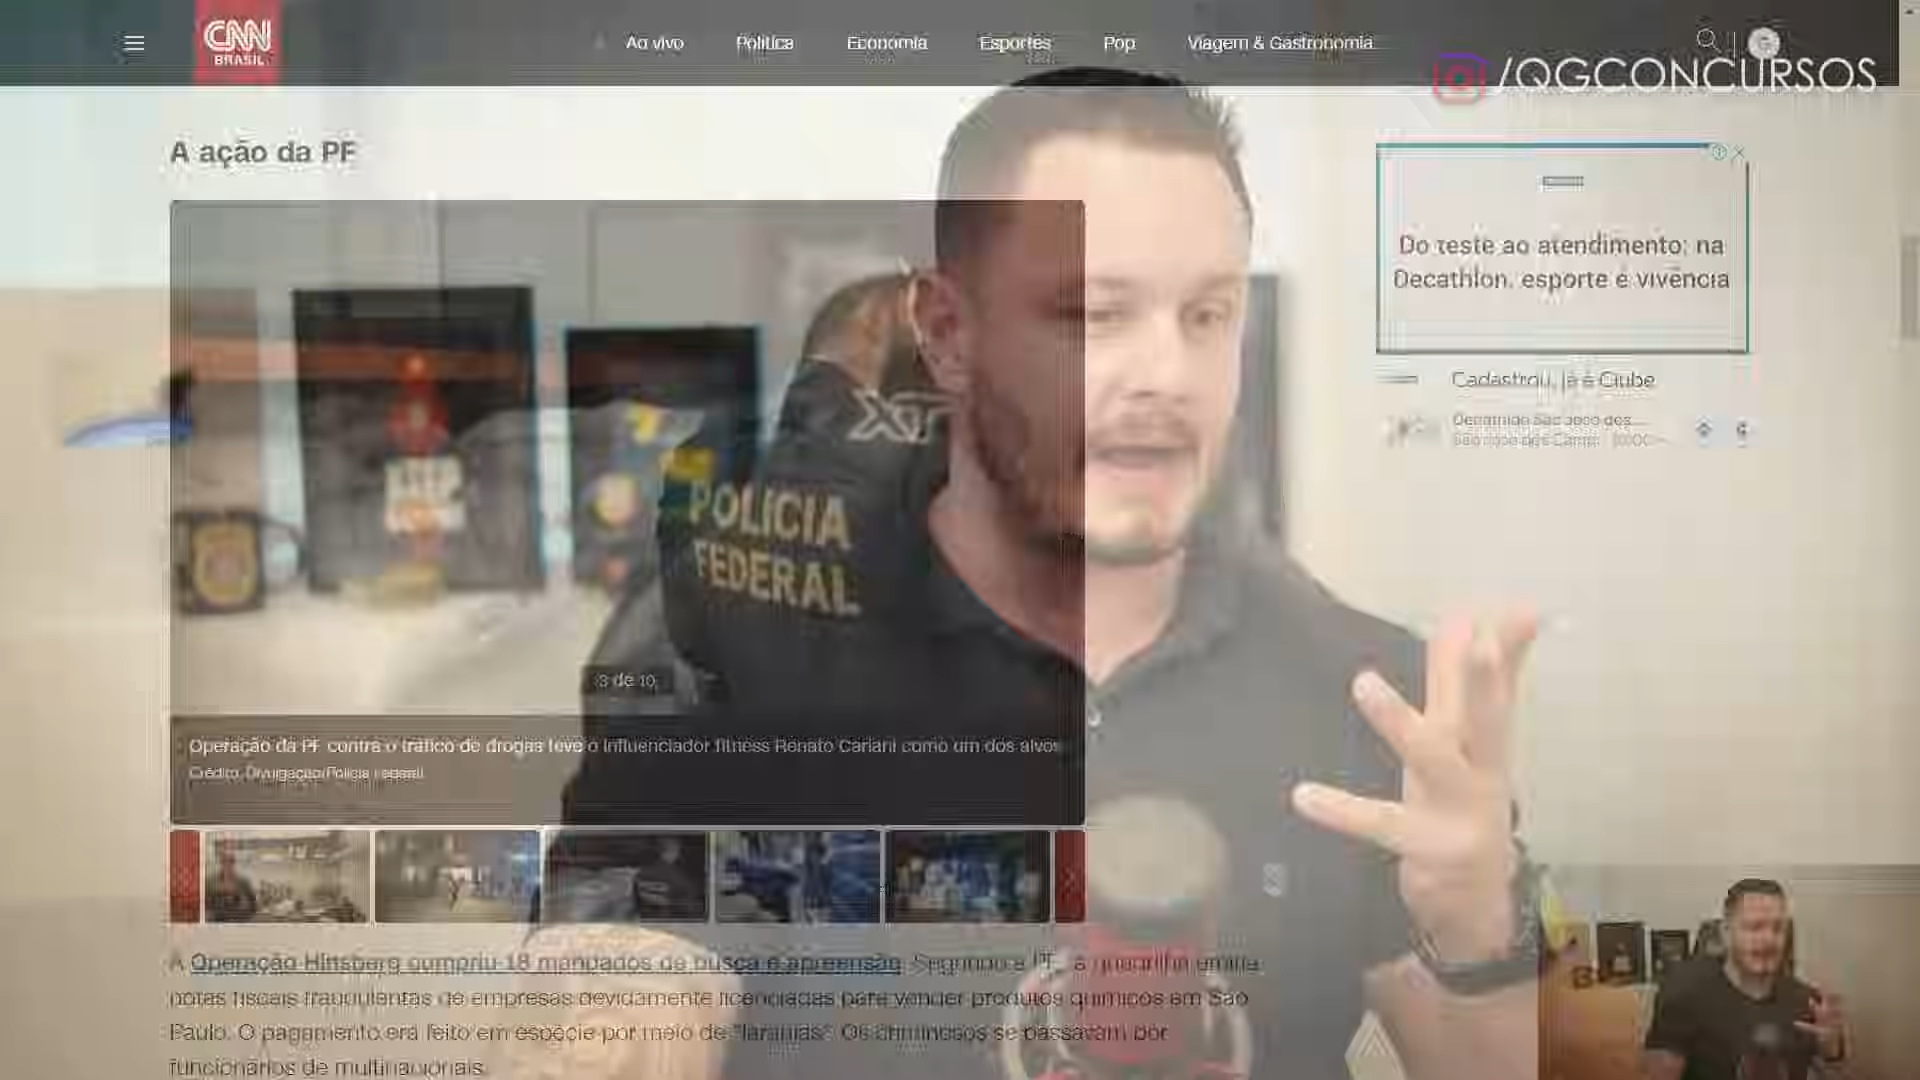 CNN
BRASIL
Ao vivo
Política
Economia
Esportes
Pop
Viagem & Gastronomia
/QGCONCURSOS
A ação da PF
Do teste ao atendimento: na
Decathlon, esporte e vivência
Cadastrou, já é Clube
XT
POLÍCIA
FEDERAL
KEEP
3 de 10
Operação da PF contra o tráfico de drogas teve o influenciador fitness Renato Cariani como um dos alvos
Crédito: Divulgação/Polícia Federal
A Operação Hinsberg cumpriu 18 mandados de busca e apreensão. Segundo a PF, a quadrilha emitia
notas fiscais fraudulentas de empresas devidamente licenciadas para vender produtos químicos em São
Paulo. O pagamento era feito em espécie por meio de "laranjas". Os criminosos se passavam por
funcionários de multinacionais.